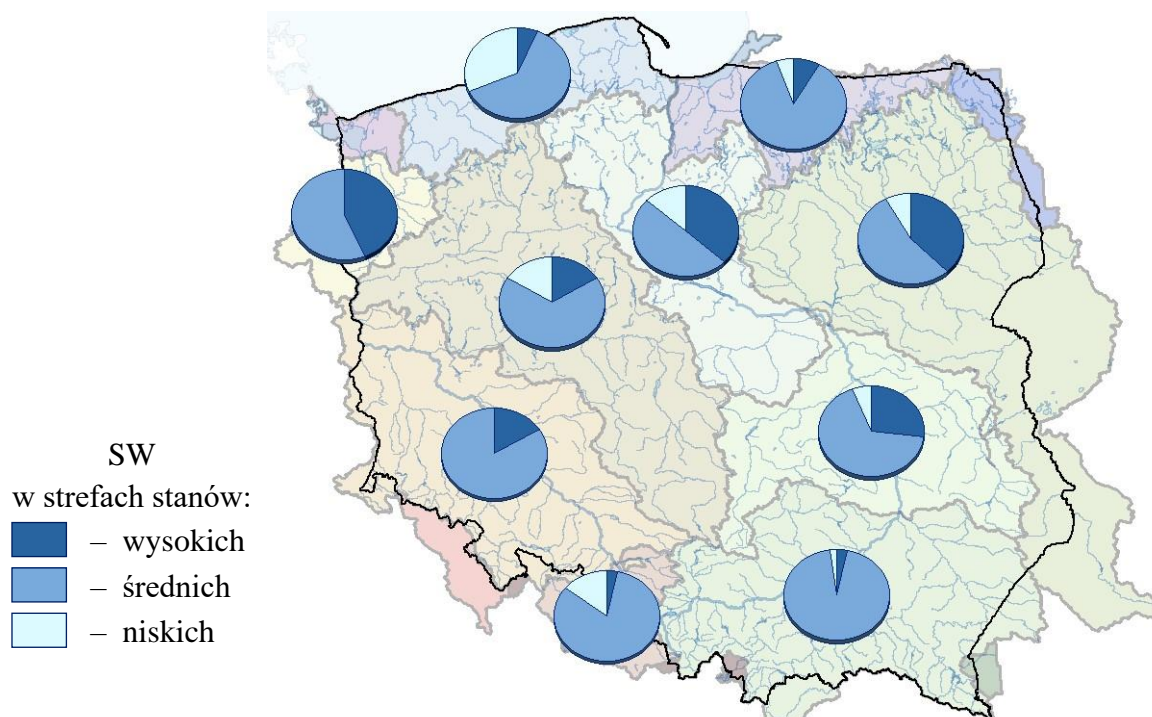 SW
w strefach stanów:
– wysokich
– średnich
– niskich